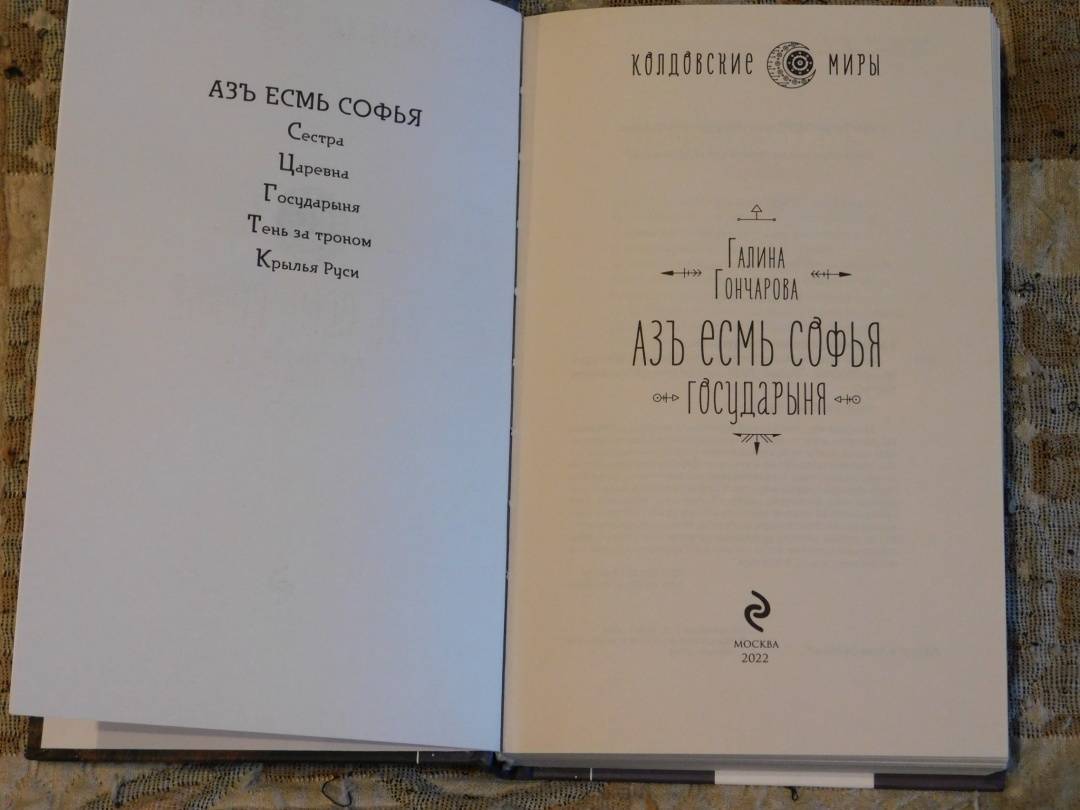 АЗЪ ЕСМЬ СОФЬЯ
Сестра
Царевна
Государыня
Тень за троном
Крылья Руси
КОЛДОВСКИЕ МИРЫ
ГАЛИНА
ГОНЧАРОВА
АЗЪ ЕСМЬ СОФЬЯ
ГОСУДАРЫНЯ
МОСКВА
2022